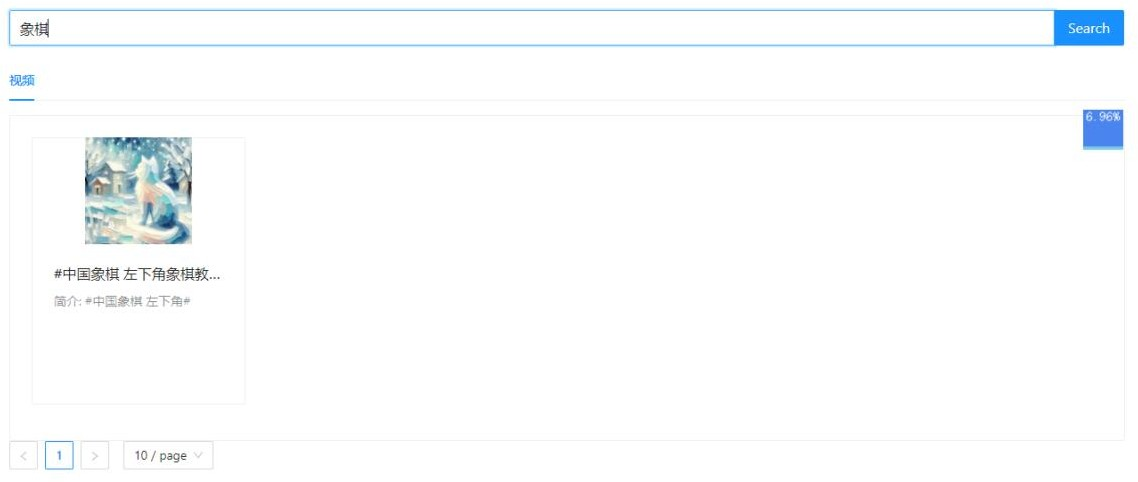 象棋
Search
视频
6.96%
#中国象棋 左下角象棋教...
简介: #中国象棋 左下角#
1
10 / page